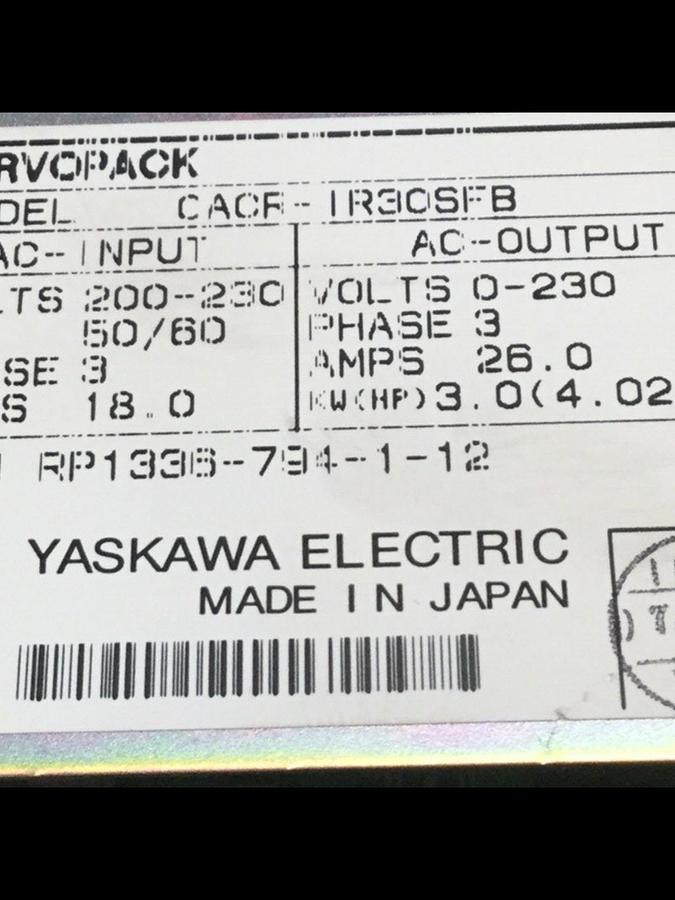 RVOPACK
DEL CACR-IR30SFB
AC-INPUT AC-OUTPUT
LTS 200-230 VOLTS 0-230
50/60 PHASE 3
SE 3 AMPS 26.0
S 18.0 KW(HP)3.0(4.02
RP1336-794-1-12
YASKAWA ELECTRIC
MADE IN JAPAN